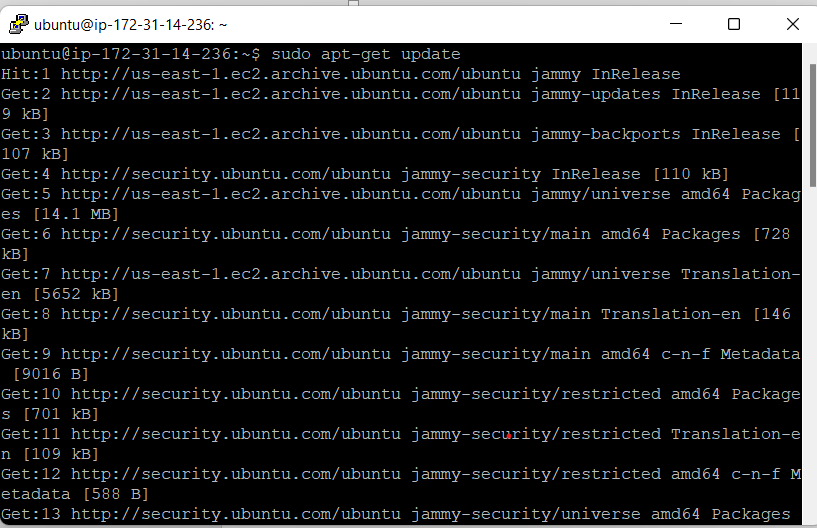 ubuntu@ip-172-31-14-236: ~
ubuntu@ip-172-31-14-236:~$ sudo apt-get update
Hit:1 http://us-east-1.ec2.archive.ubuntu.com/ubuntu jammy InRelease
Get:2 http://us-east-1.ec2.archive.ubuntu.com/ubuntu jammy-updates InRelease [11
9 kB]
Get:3 http://us-east-1.ec2.archive.ubuntu.com/ubuntu jammy-backports InRelease [
107 kB]
Get:4 http://security.ubuntu.com/ubuntu jammy-security InRelease [110 kB]
Get:5 http://us-east-1.ec2.archive.ubuntu.com/ubuntu jammy/universe amd64 Packag
es [14.1 MB]
Get:6 http://security.ubuntu.com/ubuntu jammy-security/main amd64 Packages [728
kB]
Get:7 http://us-east-1.ec2.archive.ubuntu.com/ubuntu jammy/universe Translation-
en [5652 kB]
Get:8 http://security.ubuntu.com/ubuntu jammy-security/main Translation-en [146
kB]
Get:9 http://security.ubuntu.com/ubuntu jammy-security/main amd64 c-n-f Metadata
 [9016 B]
Get:10 http://security.ubuntu.com/ubuntu jammy-security/restricted amd64 Package
s [701 kB]
Get:11 http://security.ubuntu.com/ubuntu jammy-security/restricted Translation-e
n [109 kB]
Get:12 http://security.ubuntu.com/ubuntu jammy-security/restricted amd64 c-n-f M
etadata [588 B]
Get:13 http://security.ubuntu.com/ubuntu jammy-security/universe amd64 Packages